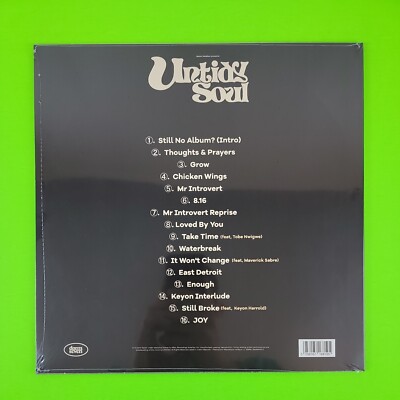 Untidy
Soul
1. Still No Album? (Intro)
2. Thoughts & Prayers
3. Grow
4. Chicken Wings
5. Mr Introvert
6. 8.16
7. Mr Introvert Reprise
8. Loved By You
9. Take Time (feat. Tobe Nwigwe)
10. Waterbreak
11. It Won't Change (feat. Maverick Sabre)
12. East Detroit
13. Enough
14. Keyon Interlude
15. Still Broke (feat. Keyon Harrold)
16. JOY